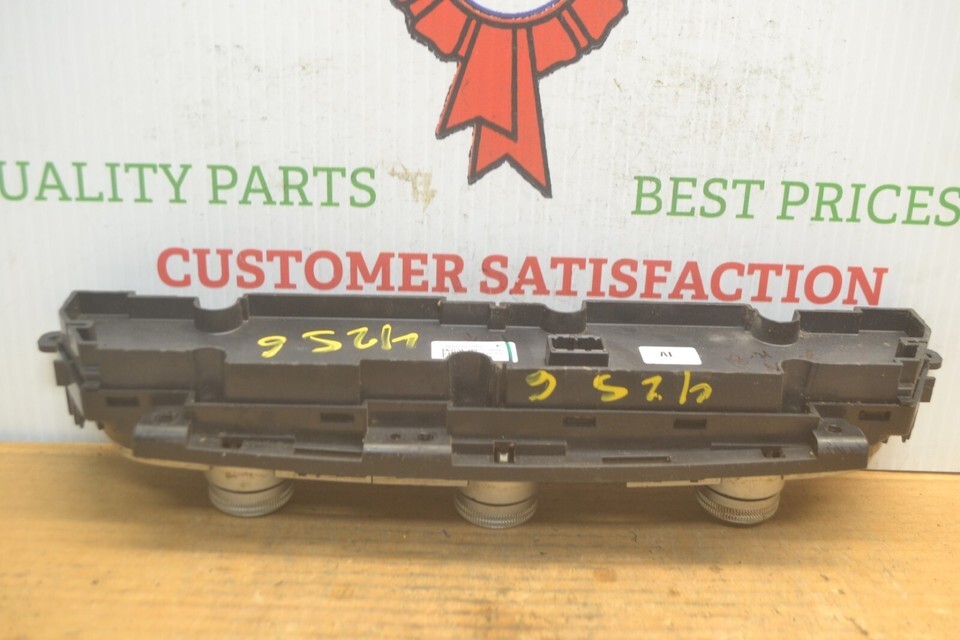 UALITY PARTS
BEST PRICES
CUSTOMER SATISFACTION
4256
4256